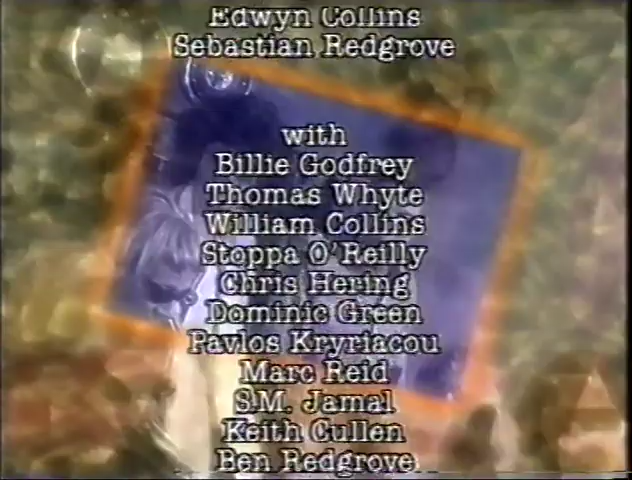 Edwyn Collins
Sebastian Redgrove
with
Billie Godfrey
Thomas Whyte
William Collins
Stoppa O'Reilly
Chris Hering
Dominic Green
Pavlos Kryriacou
Marc Reid
S.M. Jamal
Keith Cullen
Ben Redgrove